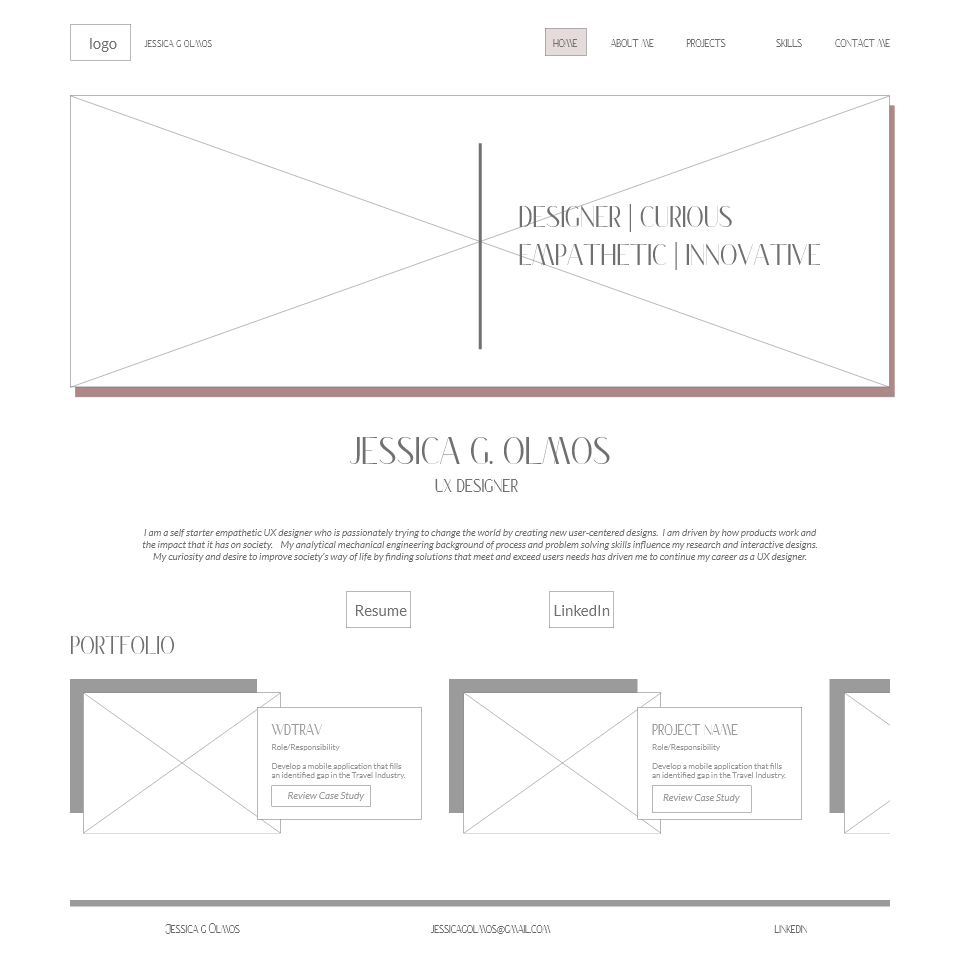 logo
JESSICA G OLMOS
HOME
ABOUT ME
PROJECTS
SKILLS
CONTACT ME
DESIGNER | CURIOUS
EMPATHETIC | INNOVATIVE
JESSICA G. OLMOS
UX DESIGNER
I am a self starter empathetic UX designer who is passionately trying to change the world by creating new user-centered designs. I am driven by how products work and
the impact that it has on society. My analytical mechanical engineering background of process and problem solving skills influence my research and interactive designs.
My curiosity and desire to improve society's way of life by finding solutions that meet and exceed users needs has driven me to continue my career as a UX designer.
Resume
LinkedIn
PORTFOLIO
WDTRAV
Role/Responsibility
Develop a mobile application that fills
an identified gap in the Travel Industry.
Review Case Study
PROJECT NAME
Role/Responsibility
Develop a mobile application that fills
an identified gap in the Travel Industry.
Review Case Study
Jessica g Olmos
jessicagolmos@gmail.com
linkedin